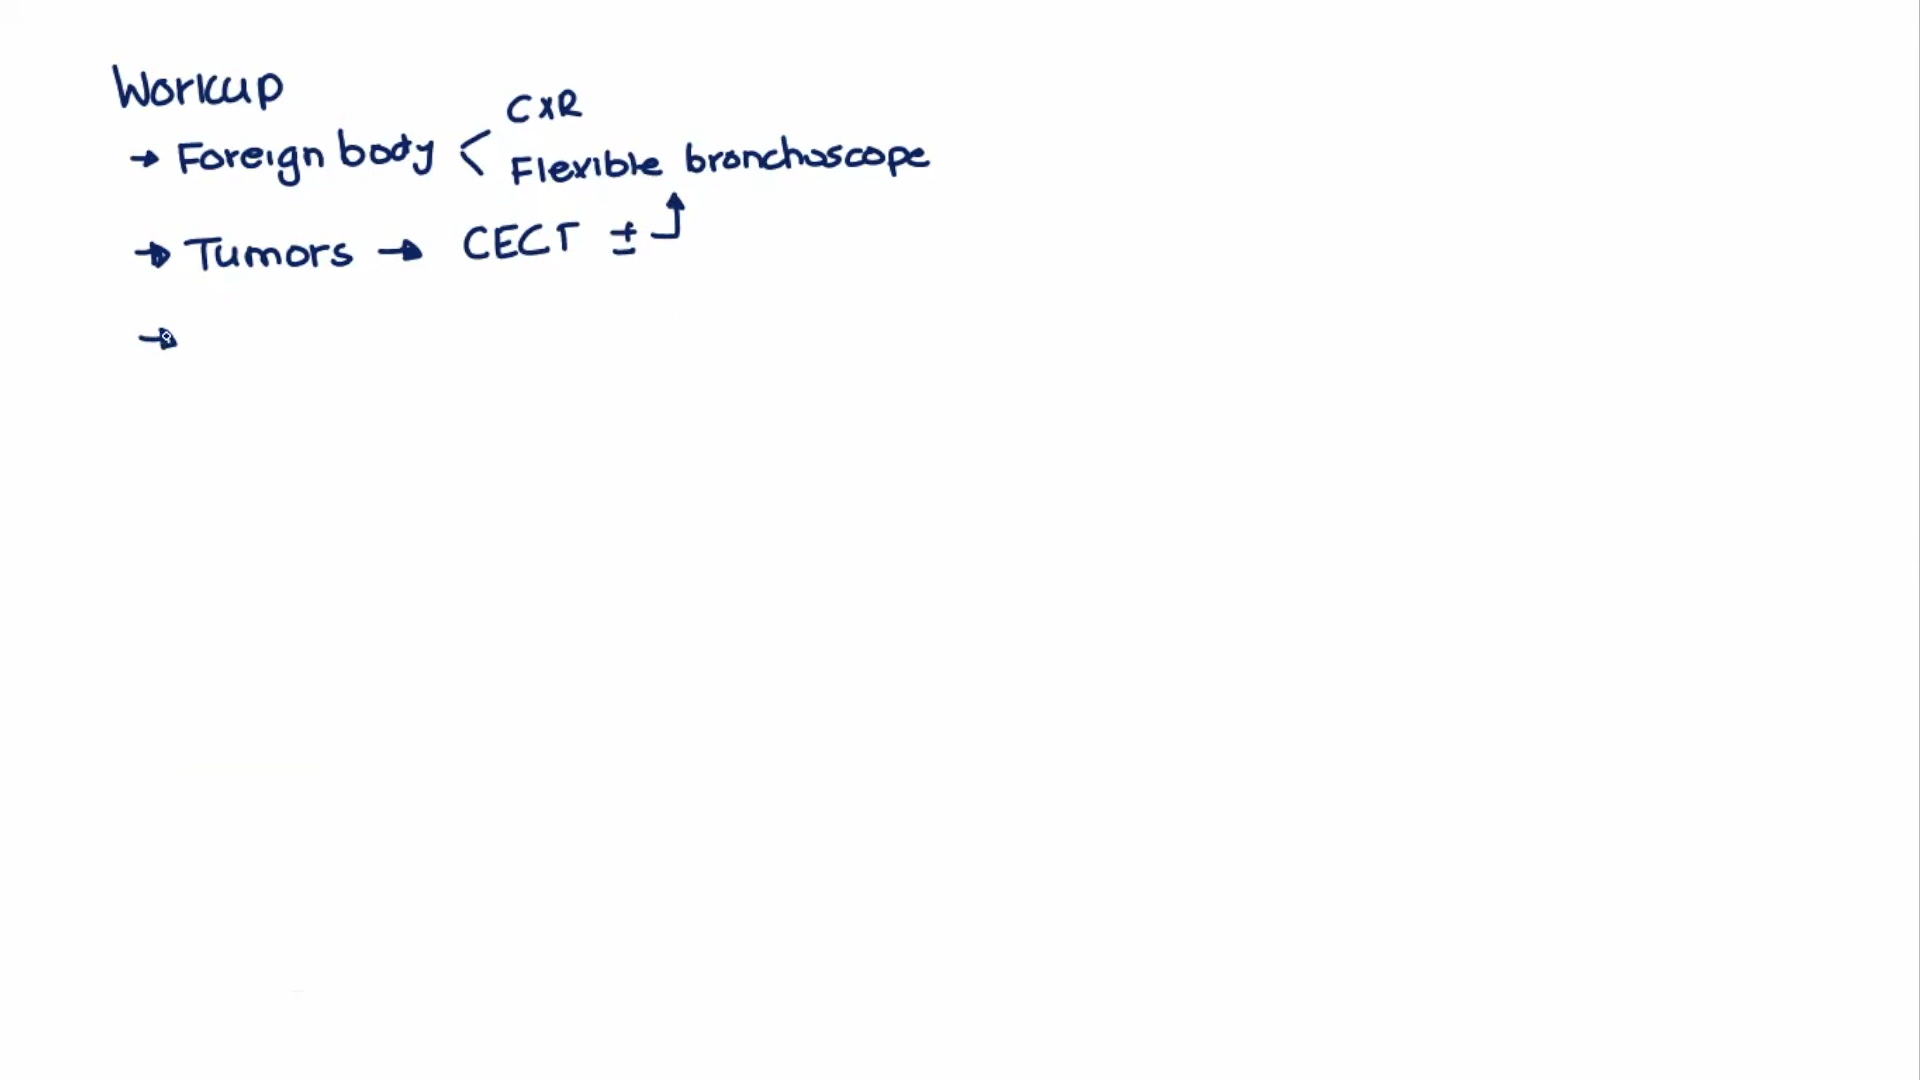 Workup
→ Foreign body < CXR
Flexible bronchoscope
→ Tumors → CECT ±
→